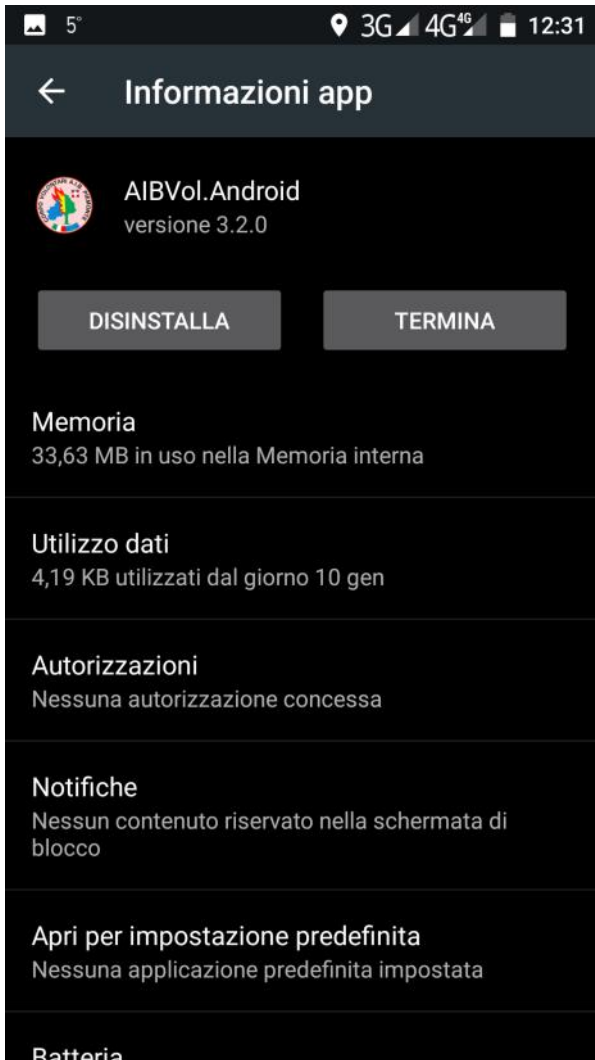 5°
3G 4G 4G 12:31
Informazioni app
AIBVol.Android
versione 3.2.0
DISINSTALLA
TERMINA
Memoria
33,63 MB in uso nella Memoria interna
Utilizzo dati
4,19 KB utilizzati dal giorno 10 gen
Autorizzazioni
Nessuna autorizzazione concessa
Notifiche
Nessun contenuto riservato nella schermata di
blocco
Apri per impostazione predefinita
Nessuna applicazione predefinita impostata
Batteria